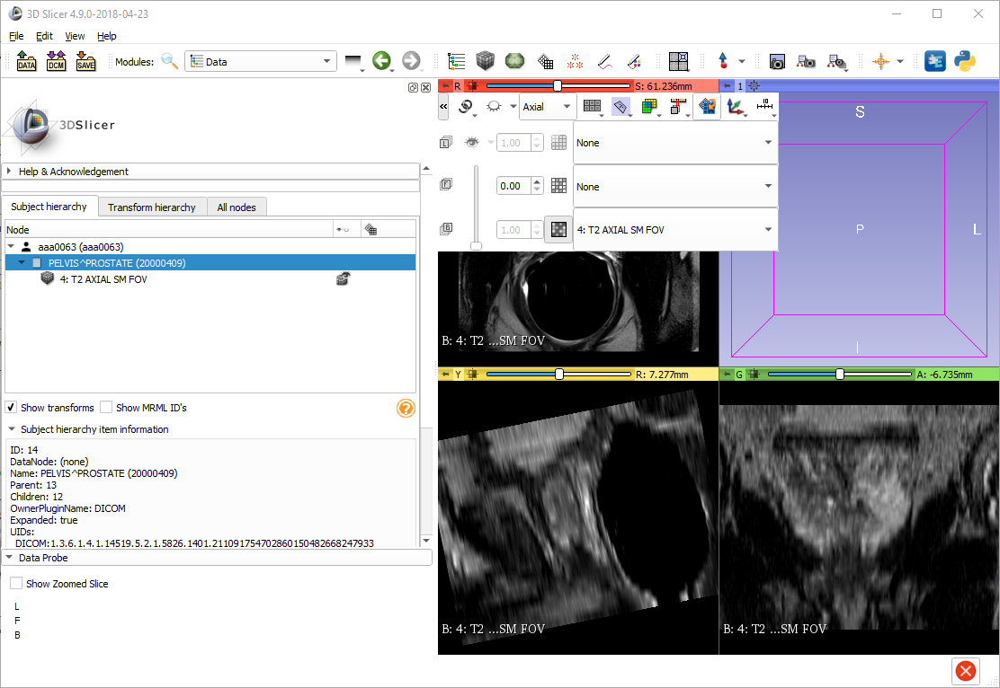 3D Slicer 4.9.0-2018-04-23
File Edit View Help
DATA DCM SAVE Modules: Data
3DSlicer
Help & Acknowledgement
Subject hierarchy Transform hierarchy All nodes
Node
aaa0063 (aaa0063)
PELVIS^PROSTATE (20000409)
4: T2 AXIAL SM FOV
Show transforms Show MRML ID's
Subject hierarchy item information
ID: 14
DataNode: (none)
Name: PELVIS^PROSTATE (20000409)
Parent: 13
Children: 12
OwnerPluginName: DICOM
Expanded: true
UIDs:
DICOM:1.3.6.1.4.1.14519.5.2.1.5826.1401.211091754702860150482668247933
Data Probe
Show Zoomed Slice
L
F
B
R S: 61.236mm
Axial
L 1.00 None
F 0.00 None
B 1.00 4: T2 AXIAL SM FOV
B: 4: T2 ...SM FOV
1
S
P L
I
Y R: 7.277mm
B: 4: T2 ...SM FOV
G A: -6.735mm
B: 4: T2 ...SM FOV